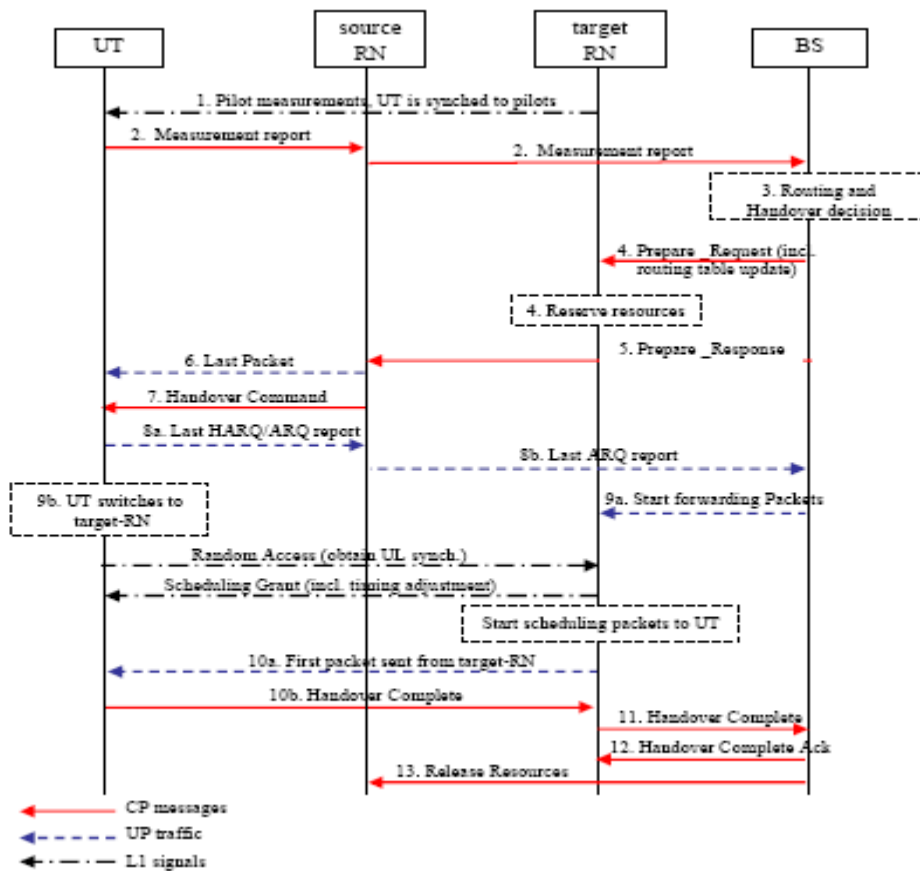 UT
source
RN
target
RN
BS
1. Pilot measurements, UT is synched to pilots
2. Measurement report
2. Measurement report
3. Routing and
Handover decision
4. Prepare _Request (incl.
routing table update)
4. Reserve resources
5. Prepare _Response
6. Last Packet
7. Handover Command
8a. Last HARQ/ARQ report
8b. Last ARQ report
9b. UT switches to
target-RN
9a. Start forwarding Packets
Random Access (obtain UL synch.)
Scheduling Grant (incl. timing adjustment)
Start scheduling packets to UT
10a. First packet sent from target-RN
10b. Handover Complete
11. Handover Complete
12. Handover Complete Ack
13. Release Resources
CP messages
UP traffic
L1 signals